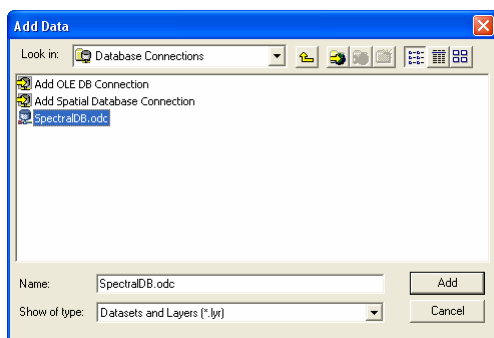 Add Data
Look in: Database Connections
Add OLE DB Connection
Add Spatial Database Connection
SpectralDB.odc
Name: SpectralDB.odc Add
Show of type: Datasets and Layers (*.lyr) Cancel